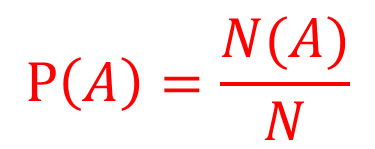 P(A) = N(A)/N